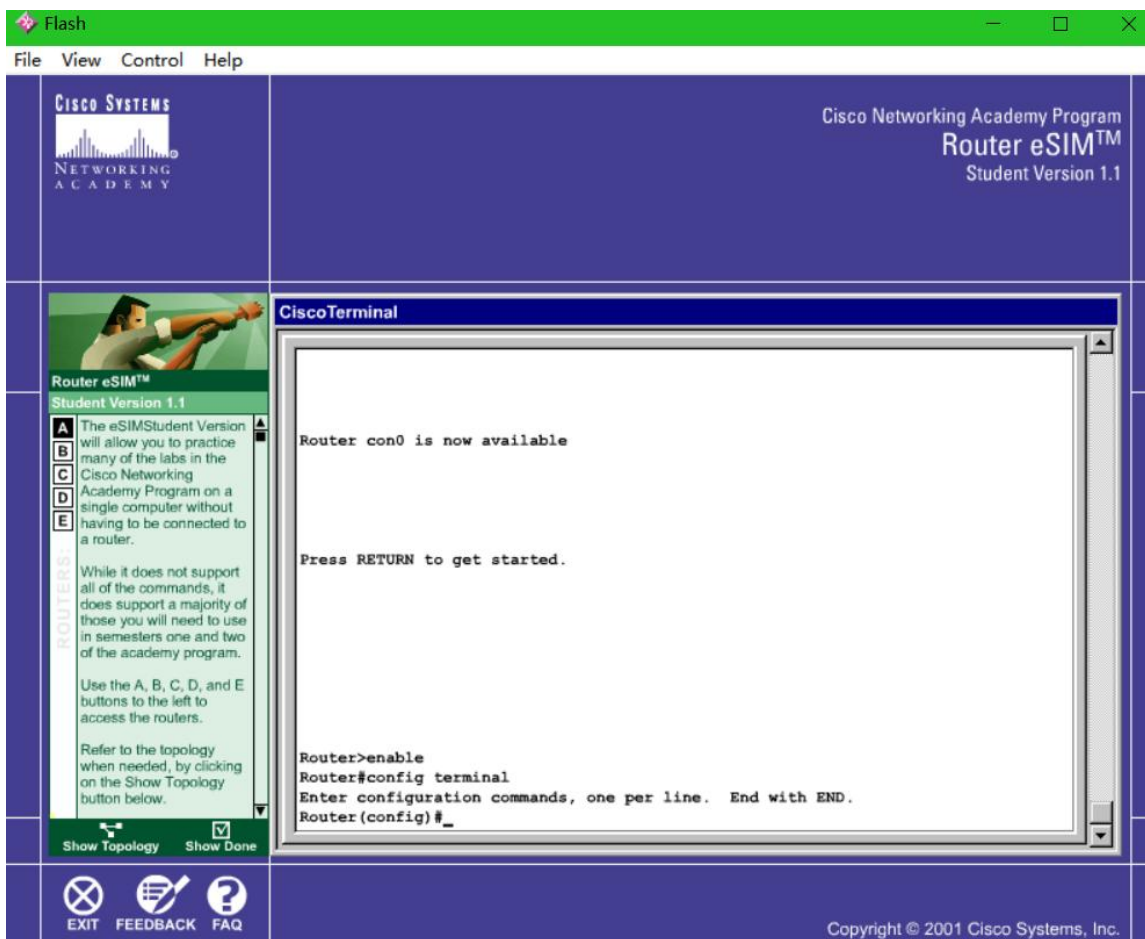 Flash
File View Control Help
CISCO SYSTEMS
NETWORKING
ACADEMY
Cisco Networking Academy Program
Router eSIM™
Student Version 1.1
CiscoTerminal
Router eSIM™
Student Version 1.1
A
B
C
D
E
ROUTERS:
The eSIMStudent Version
will allow you to practice
many of the labs in the
Cisco Networking
Academy Program on a
single computer without
having to be connected to
a router.
While it does not support
all of the commands, it
does support a majority of
those you will need to use
in semesters one and two
of the academy program.
Use the A, B, C, D, and E
buttons to the left to
access the routers.
Refer to the topology
when needed, by clicking
on the Show Topology
button below.
Show Topology Show Done
Router con0 is now available
Press RETURN to get started.
Router>enable
Router#config terminal
Enter configuration commands, one per line.  End with END.
Router(config)#_
EXIT FEEDBACK FAQ
Copyright © 2001 Cisco Systems, Inc.